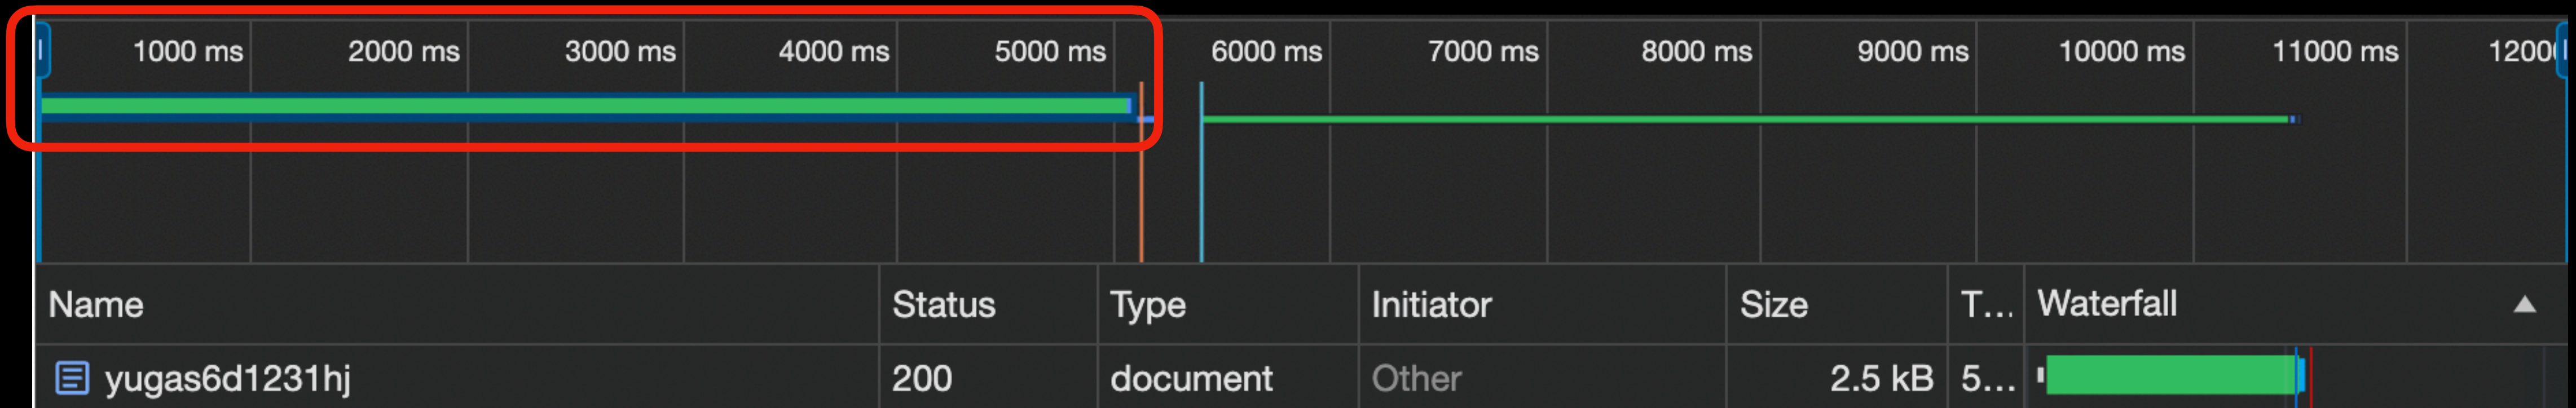 1000 ms 2000 ms 3000 ms 4000 ms 5000 ms 6000 ms 7000 ms 8000 ms 9000 ms 10000 ms 11000 ms 1200
Name Status Type Initiator Size T... Waterfall
yugas6d1231hj 200 document Other 2.5 kB 5...